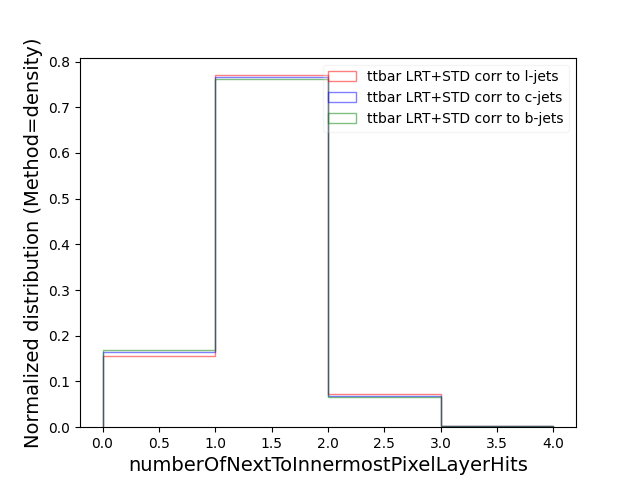 0.8
0.7
0.6
0.5
0.4
0.3
0.2
0.1
0.0
Normalized distribution (Method=density)
ttbar LRT+STD corr to l-jets
ttbar LRT+STD corr to c-jets
ttbar LRT+STD corr to b-jets
0.0 0.5 1.0 1.5 2.0 2.5 3.0 3.5 4.0
numberOfNextToInnermostPixelLayerHits